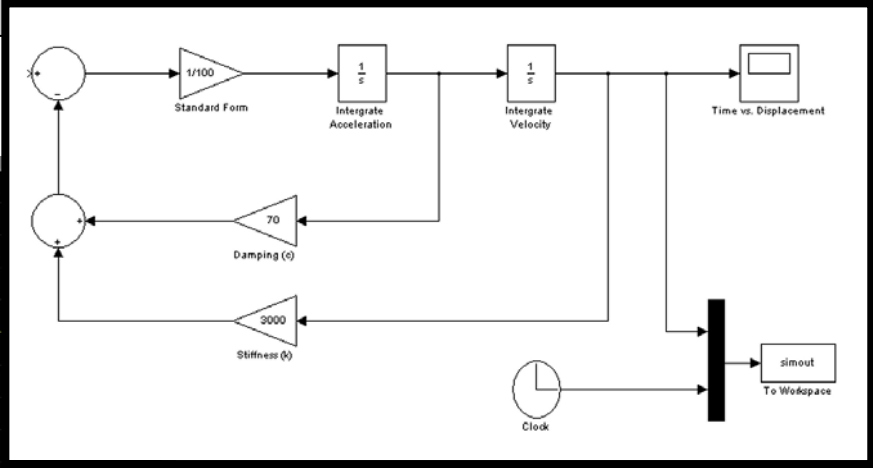 1/100
Standard Form
1
s
Intergrate
Acceleration
1
s
Intergrate
Velocity
Time vs. Displacement
70
Damping (c)
3000
Stiffness (k)
Clock
simout
To Workspace